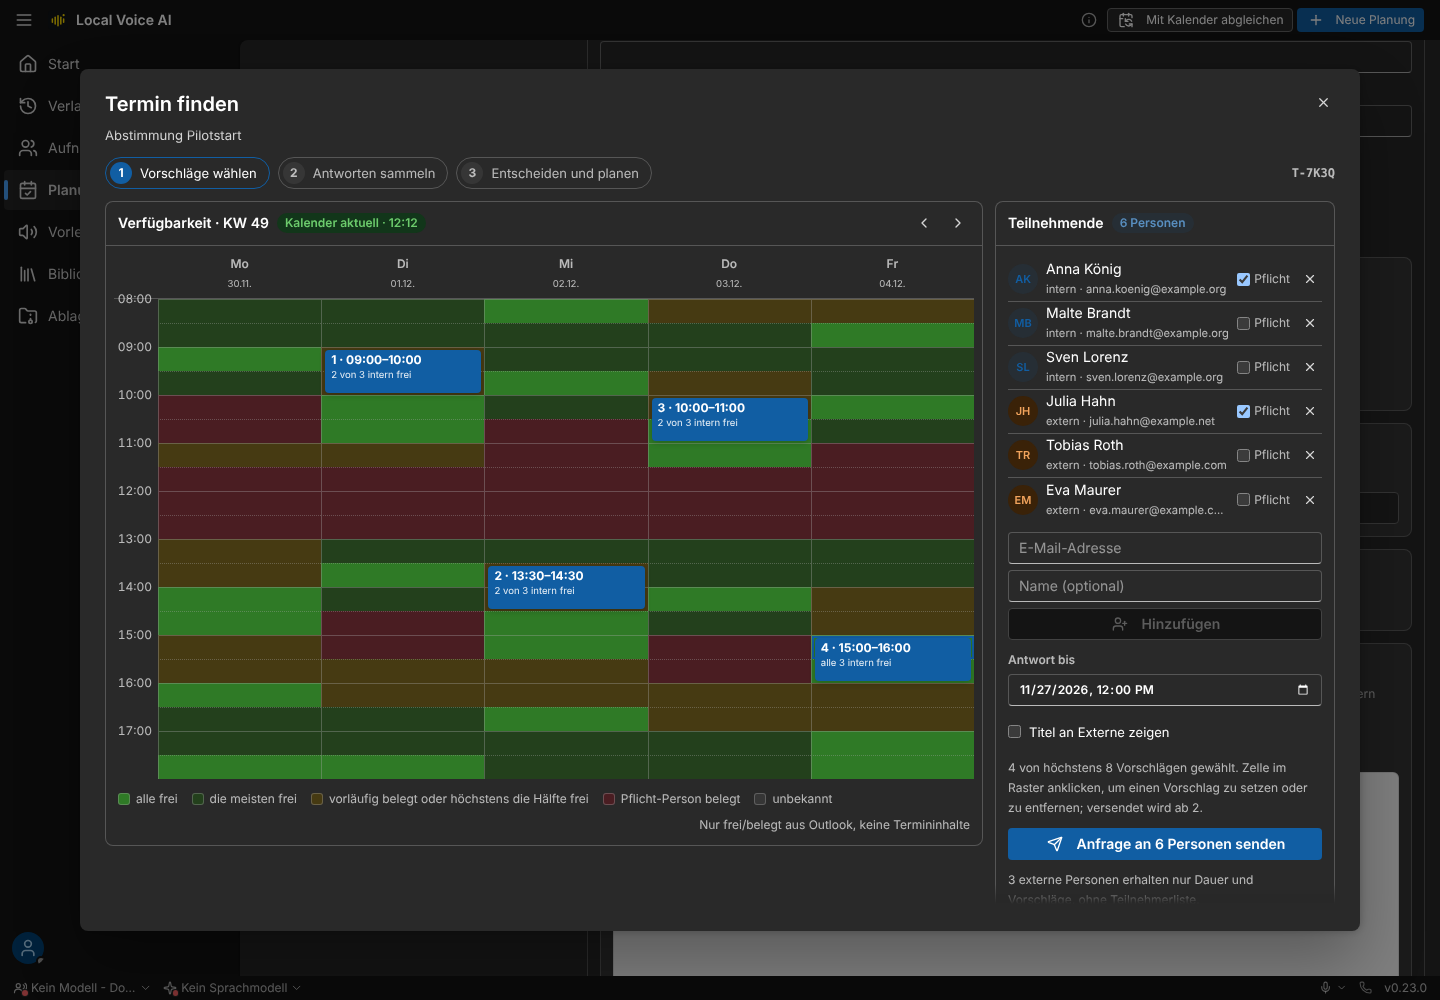 Local Voice AI
Mit Kalender abgleichen
Neue Planung
Start
Verla
Aufn
Planu
Vorle
Biblic
Ablag
Termin finden
Abstimmung Pilotstart
1 Vorschläge wählen
2 Antworten sammeln
3 Entscheiden und planen
T-7K3Q
Verfügbarkeit · KW 49 Kalender aktuell · 12:12
Mo Di Mi Do Fr
30.11. 01.12. 02.12. 03.12. 04.12.
08:00
09:00
10:00
11:00
12:00
13:00
14:00
15:00
16:00
17:00
1 · 09:00–10:00
2 von 3 intern frei
3 · 10:00–11:00
2 von 3 intern frei
2 · 13:30–14:30
2 von 3 intern frei
4 · 15:00–16:00
alle 3 intern frei
alle frei die meisten frei vorläufig belegt oder höchstens die Hälfte frei Pflicht-Person belegt unbekannt
Nur frei/belegt aus Outlook, keine Termininhalte
Teilnehmende 6 Personen
AK Anna König
intern · anna.koenig@example.org Pflicht
MB Malte Brandt
intern · malte.brandt@example.org Pflicht
SL Sven Lorenz
intern · sven.lorenz@example.org Pflicht
JH Julia Hahn
extern · julia.hahn@example.net Pflicht
TR Tobias Roth
extern · tobias.roth@example.com Pflicht
EM Eva Maurer
extern · eva.maurer@example.c... Pflicht
E-Mail-Adresse
Name (optional)
Hinzufügen
Antwort bis
11/27/2026, 12:00 PM
Titel an Externe zeigen
4 von höchstens 8 Vorschlägen gewählt. Zelle im
Raster anklicken, um einen Vorschlag zu setzen oder
zu entfernen; versendet wird ab 2.
Anfrage an 6 Personen senden
3 externe Personen erhalten nur Dauer und
Vorschläge, ohne Teilnehmerliste
ern
Kein Modell - Do...
Kein Sprachmodell
v0.23.0